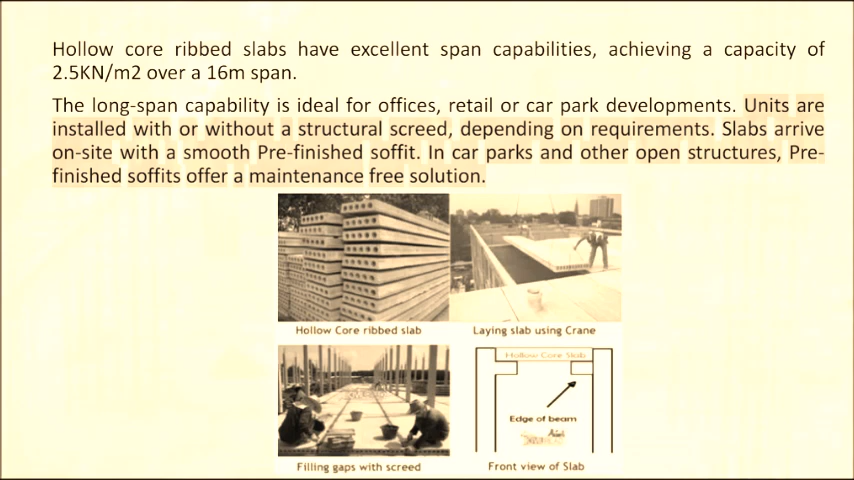 Hollow core ribbed slabs have excellent span capabilities, achieving a capacity of
2.5KN/m2 over a 16m span.
The long-span capability is ideal for offices, retail or car park developments. Units are
installed with or without a structural screed, depending on requirements. Slabs arrive
on-site with a smooth Pre-finished soffit. In car parks and other open structures, Pre-
finished soffits offer a maintenance free solution.
Hollow Core ribbed slab
Laying slab using Crane
Hollow Core Slab
Edge of beam
Filling gaps with screed
Front view of Slab